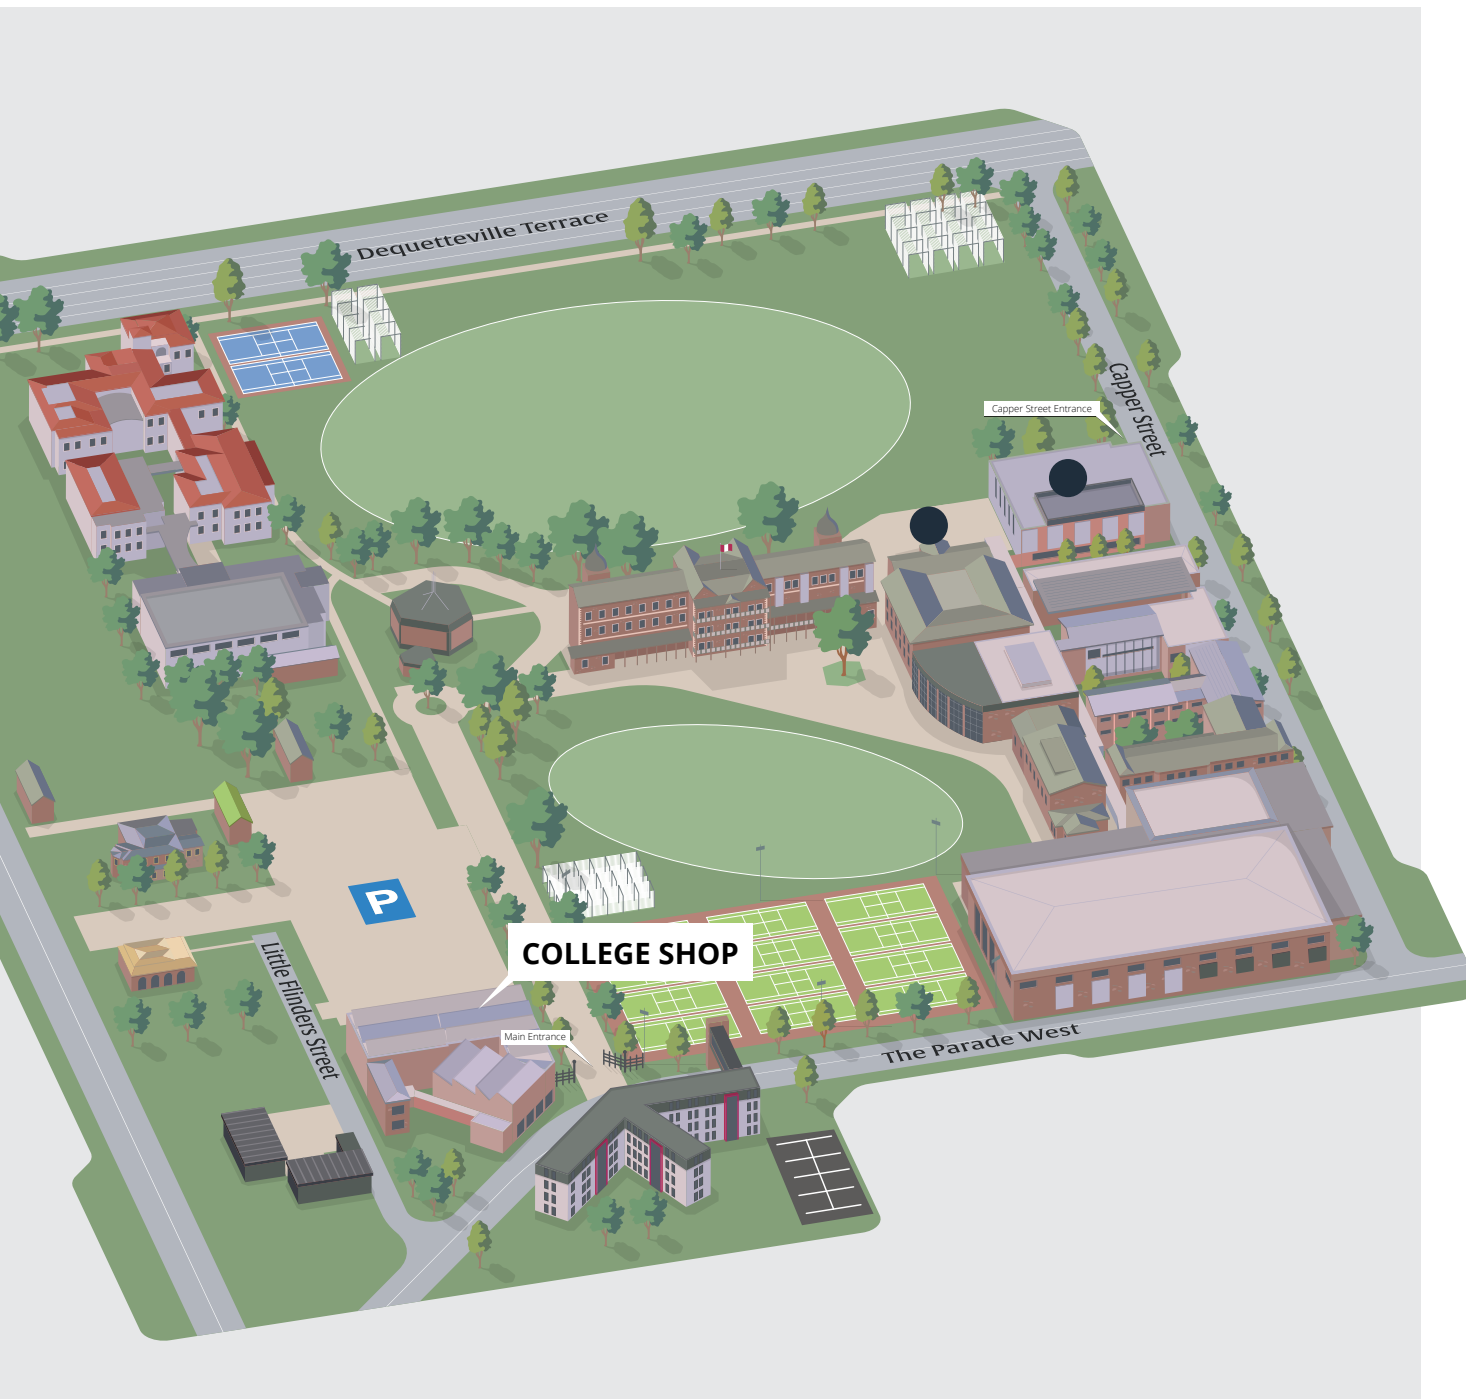 Dequetteville Terrace
Capper Street
Capper Street Entrance
P
COLLEGE SHOP
Little Flinders Street
Main Entrance
The Parade West